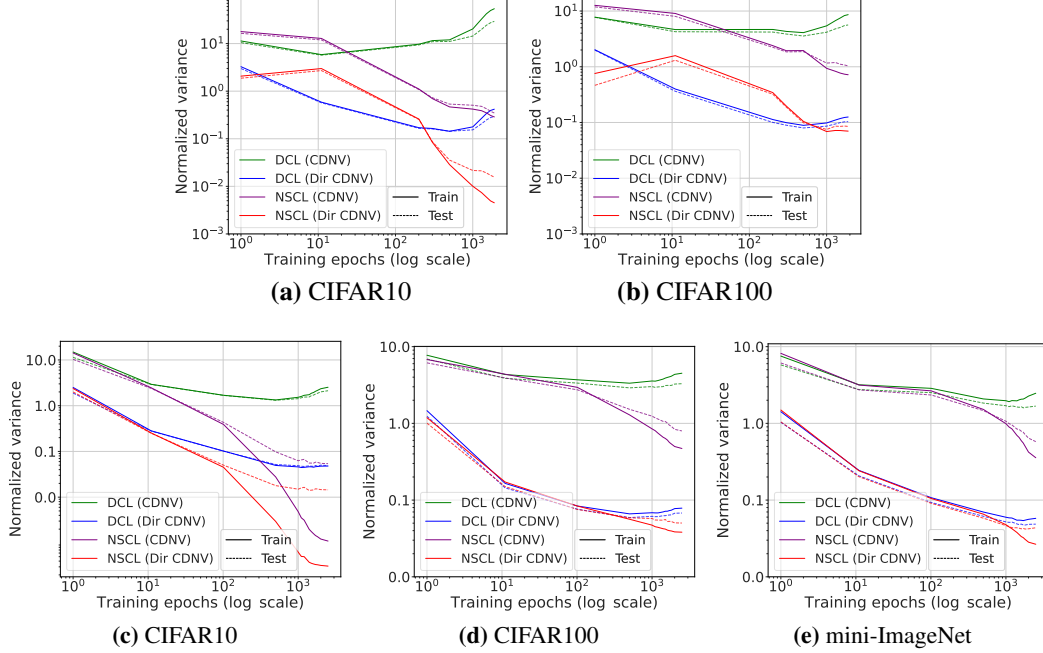 Normalized variance
10¹
10⁰
10⁻¹
10⁻²
10⁻³
DCL (CDNV)
DCL (Dir CDNV)
NSCL (CDNV)
NSCL (Dir CDNV)
Train
Test
10⁰ 10¹ 10² 10³
Training epochs (log scale)
(a) CIFAR10
Normalized variance
10¹
10⁰
10⁻¹
10⁻²
10⁻³
DCL (CDNV)
DCL (Dir CDNV)
NSCL (CDNV)
NSCL (Dir CDNV)
Train
Test
10⁰ 10¹ 10² 10³
Training epochs (log scale)
(b) CIFAR100
Normalized variance
10.0
1.0
0.1
0.0
DCL (CDNV)
DCL (Dir CDNV)
NSCL (CDNV)
NSCL (Dir CDNV)
Train
Test
10⁰ 10¹ 10² 10³
Training epochs (log scale)
(c) CIFAR10
Normalized variance
10.0
1.0
0.1
0.0
DCL (CDNV)
DCL (Dir CDNV)
NSCL (CDNV)
NSCL (Dir CDNV)
Train
Test
10⁰ 10¹ 10² 10³
Training epochs (log scale)
(d) CIFAR100
Normalized variance
10.0
1.0
0.1
0.0
DCL (CDNV)
DCL (Dir CDNV)
NSCL (CDNV)
NSCL (Dir CDNV)
Train
Test
10⁰ 10¹ 10² 10³
Training epochs (log scale)
(e) mini-ImageNet